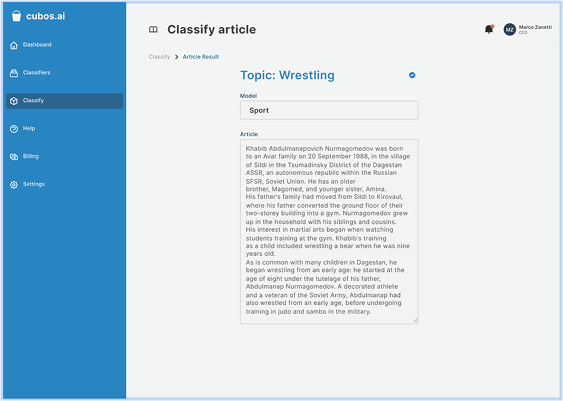 cubos.ai
Dashboard
Classifiers
Classify
Help
Billing
Settings
Classify article
MZ
Marco Zanetti
CEO
Classify > Article Result
Topic: Wrestling
Model
Sport
Article
Khabib Abdulmanapovich Nurmagomedov was born
to an Avar family on 20 September 1988, in the village
of Sildi in the Tsumadinsky District of the Dagestan
ASSR, an autonomous republic within the Russian
SFSR, Soviet Union. He has an older
brother, Magomed, and younger sister, Amina.
His father's family had moved from Sildi to Kirovaul,
where his father converted the ground floor of their
two-storey building into a gym. Nurmagomedov grew
up in the household with his siblings and cousins.
His interest in martial arts began when watching
students training at the gym. Khabib's training
as a child included wrestling a bear when he was nine
years old.
As is common with many children in Dagestan, he
began wrestling from an early age: he started at the
age of eight under the tutelage of his father,
Abdulmanap Nurmagomedov. A decorated athlete
and a veteran of the Soviet Army, Abdulmanap had
also wrestled from an early age, before undergoing
training in judo and sambo in the military.